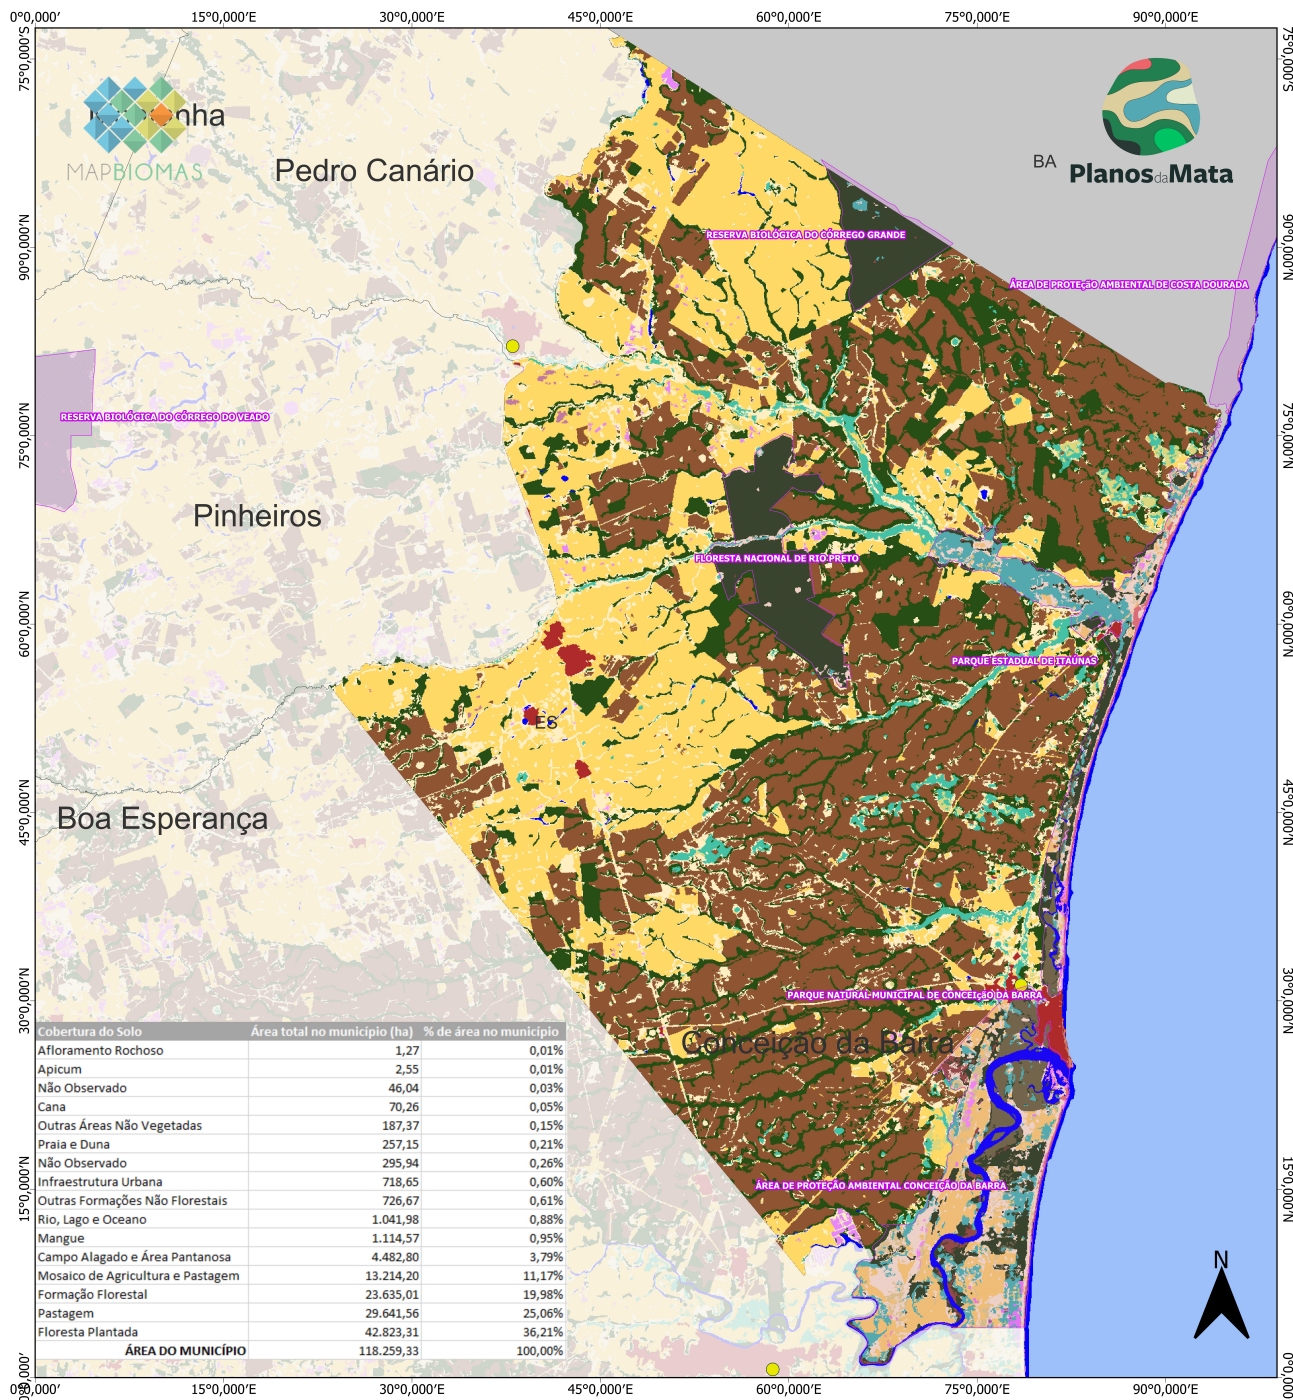 0°0,000'E 15°0,000'E 30°0,000'E 45°0,000'E 60°0,000'E 75°0,000'E 90°0,000'E
75°0,000'S
90°0,000'N
75°0,000'N
60°0,000'N
45°0,000'N
30°0,000'N
15°0,000'N
75°0,000'S
90°0,000'N
75°0,000'N
60°0,000'N
45°0,000'N
30°0,000'N
15°0,000'N
MAPBIOMAS
Pedro Canário
BA
Planos da Mata
RESERVA BIOLÓGICA DO CÓRREGO GRANDE
ÁREA DE PROTEçãO AMBIENTAL DE COSTA DOURADA
RESERVA BIOLÓGICA DO CÓRREGO DO VEADO
Pinheiros
FLORESTA NACIONAL DE RIO PRETO
PARQUE ESTADUAL DE ITAÚNAS
ES
Boa Esperança
PARQUE NATURAL MUNICIPAL DE CONCEIçãO DA BARRA
Conceição da Barra
ÁREA DE PROTEÇÃO AMBIENTAL CONCEIÇÃO DA BARRA
Cobertura do Solo Área total no município (ha) % de área no município
Afloramento Rochoso 1,27 0,01%
Apicum 2,55 0,01%
Não Observado 46,04 0,03%
Cana 70,26 0,05%
Outras Áreas Não Vegetadas 187,37 0,15%
Praia e Duna 257,15 0,21%
Não Observado 295,94 0,26%
Infraestrutura Urbana 718,65 0,60%
Outras Formações Não Florestais 726,67 0,61%
Rio, Lago e Oceano 1.041,98 0,88%
Mangue 1.114,57 0,95%
Campo Alagado e Área Pantanosa 4.482,80 3,79%
Mosaico de Agricultura e Pastagem 13.214,20 11,17%
Formação Florestal 23.635,01 19,98%
Pastagem 29.641,56 25,06%
Floresta Plantada 42.823,31 36,21%
ÁREA DO MUNICÍPIO 118.259,33 100,00%
N
15°0,000'E 30°0,000'E 45°0,000'E 60°0,000'E 75°0,000'E 90°0,000'E